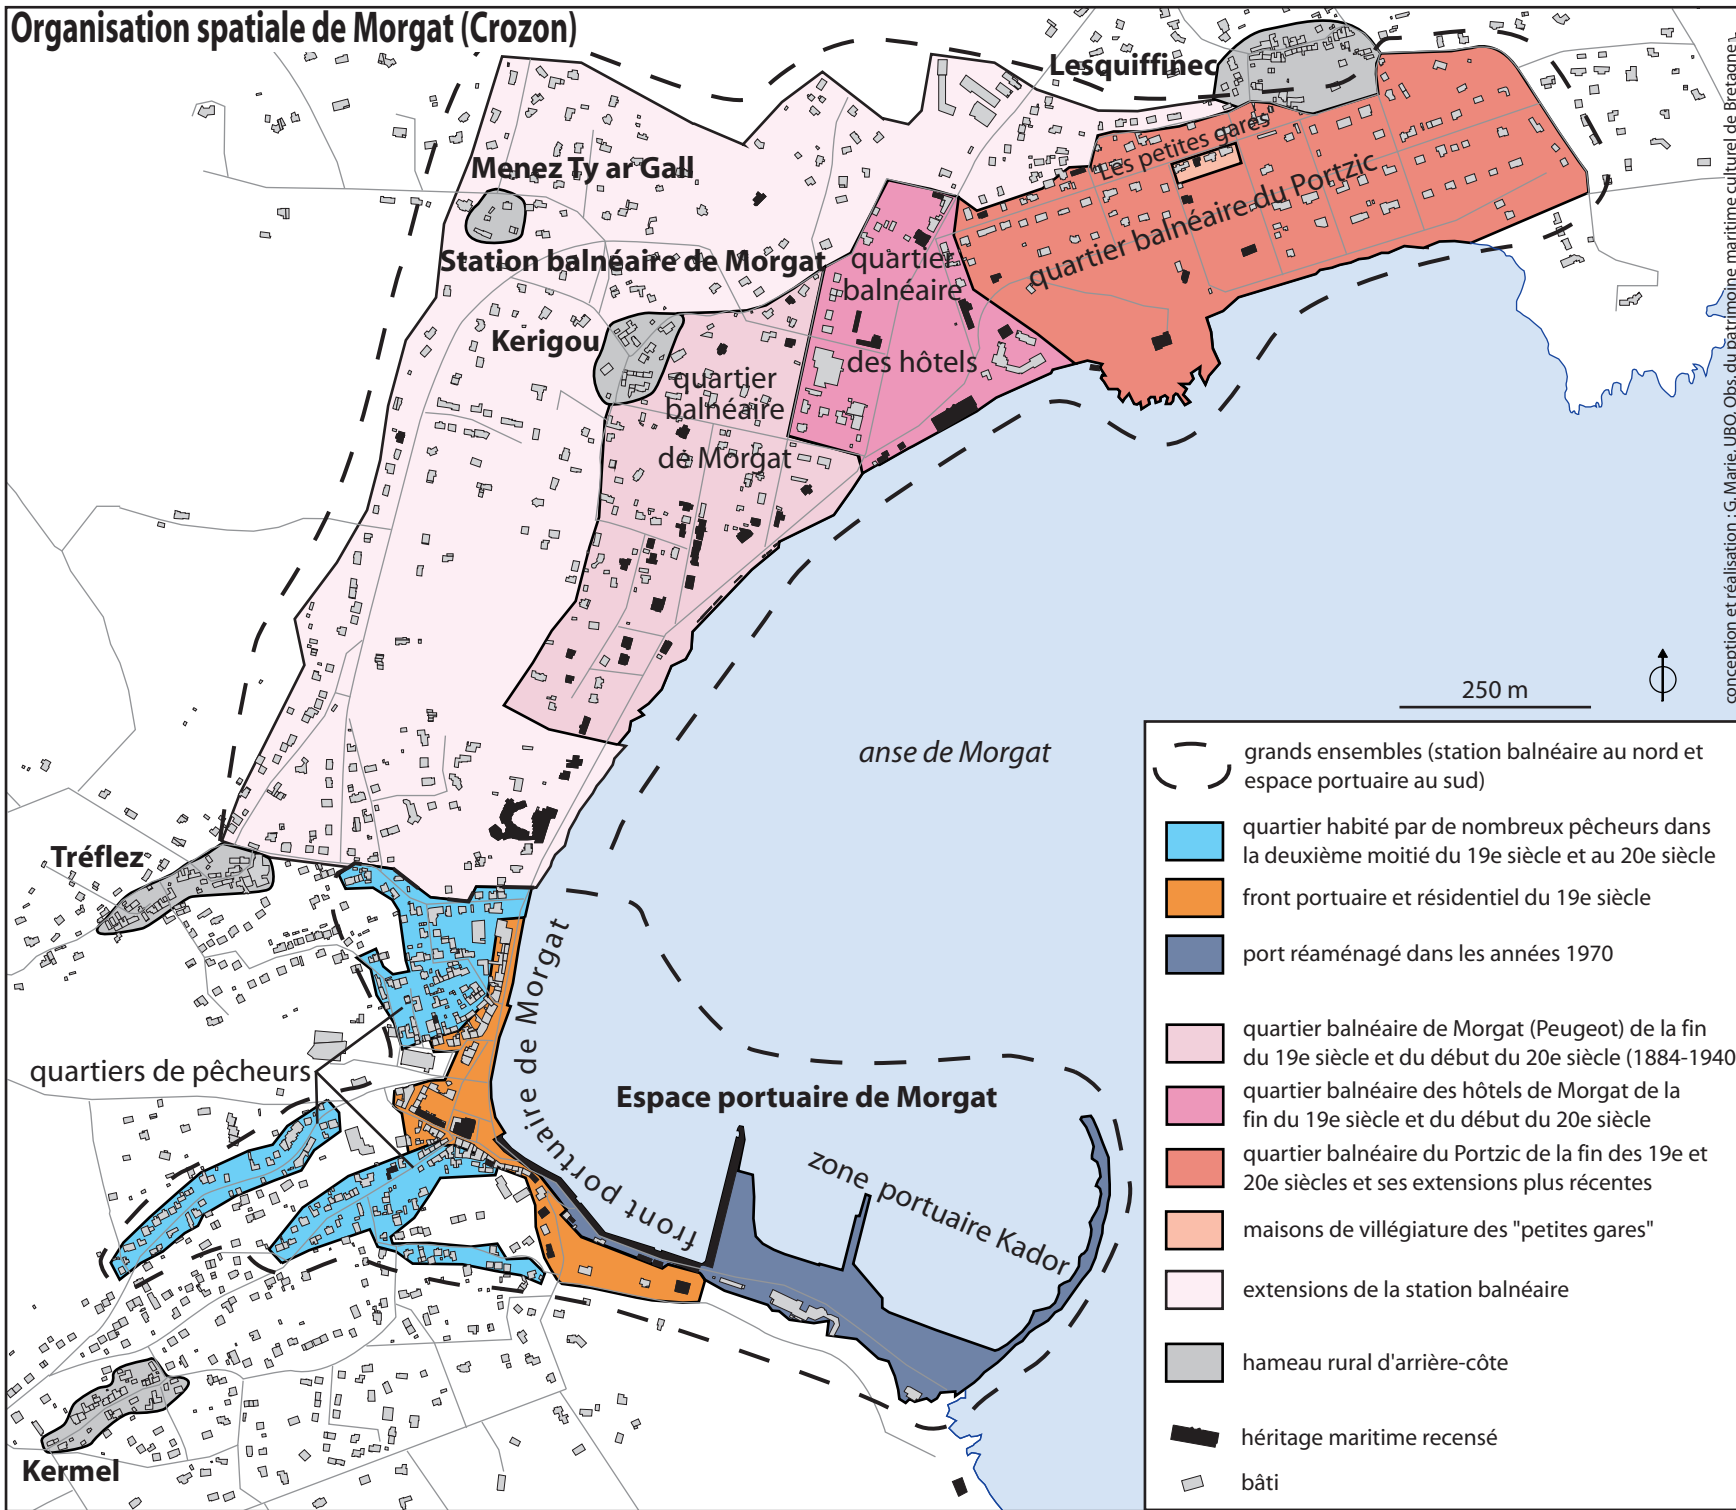 Organisation spatiale de Morgat (Crozon)
Lesquiffinec
Les petites gares
Menez Ty ar Gall
quartier balnéaire du Portzic
Station balnéaire de Morgat
quartier
balnéaire
des hôtels
Kerigou
quartier
balnéaire
de Morgat
conception et réalisation : G. Marie, UBO, Obs. du patrimoine maritime culturel de Bretagne
250 m
anse de Morgat
Tréflez
front portuaire de Morgat
quartiers de pêcheurs
Espace portuaire de Morgat
zone portuaire Kador
Kermel
grands ensembles (station balnéaire au nord et
espace portuaire au sud)
quartier habité par de nombreux pêcheurs dans
la deuxième moitié du 19e siècle et au 20e siècle
front portuaire et résidentiel du 19e siècle
port réaménagé dans les années 1970
quartier balnéaire de Morgat (Peugeot) de la fin
du 19e siècle et du début du 20e siècle (1884-1940
quartier balnéaire des hôtels de Morgat de la
fin du 19e siècle et du début du 20e siècle
quartier balnéaire du Portzic de la fin des 19e et
20e siècles et ses extensions plus récentes
maisons de villégiature des "petites gares"
extensions de la station balnéaire
hameau rural d'arrière-côte
héritage maritime recensé
bâti